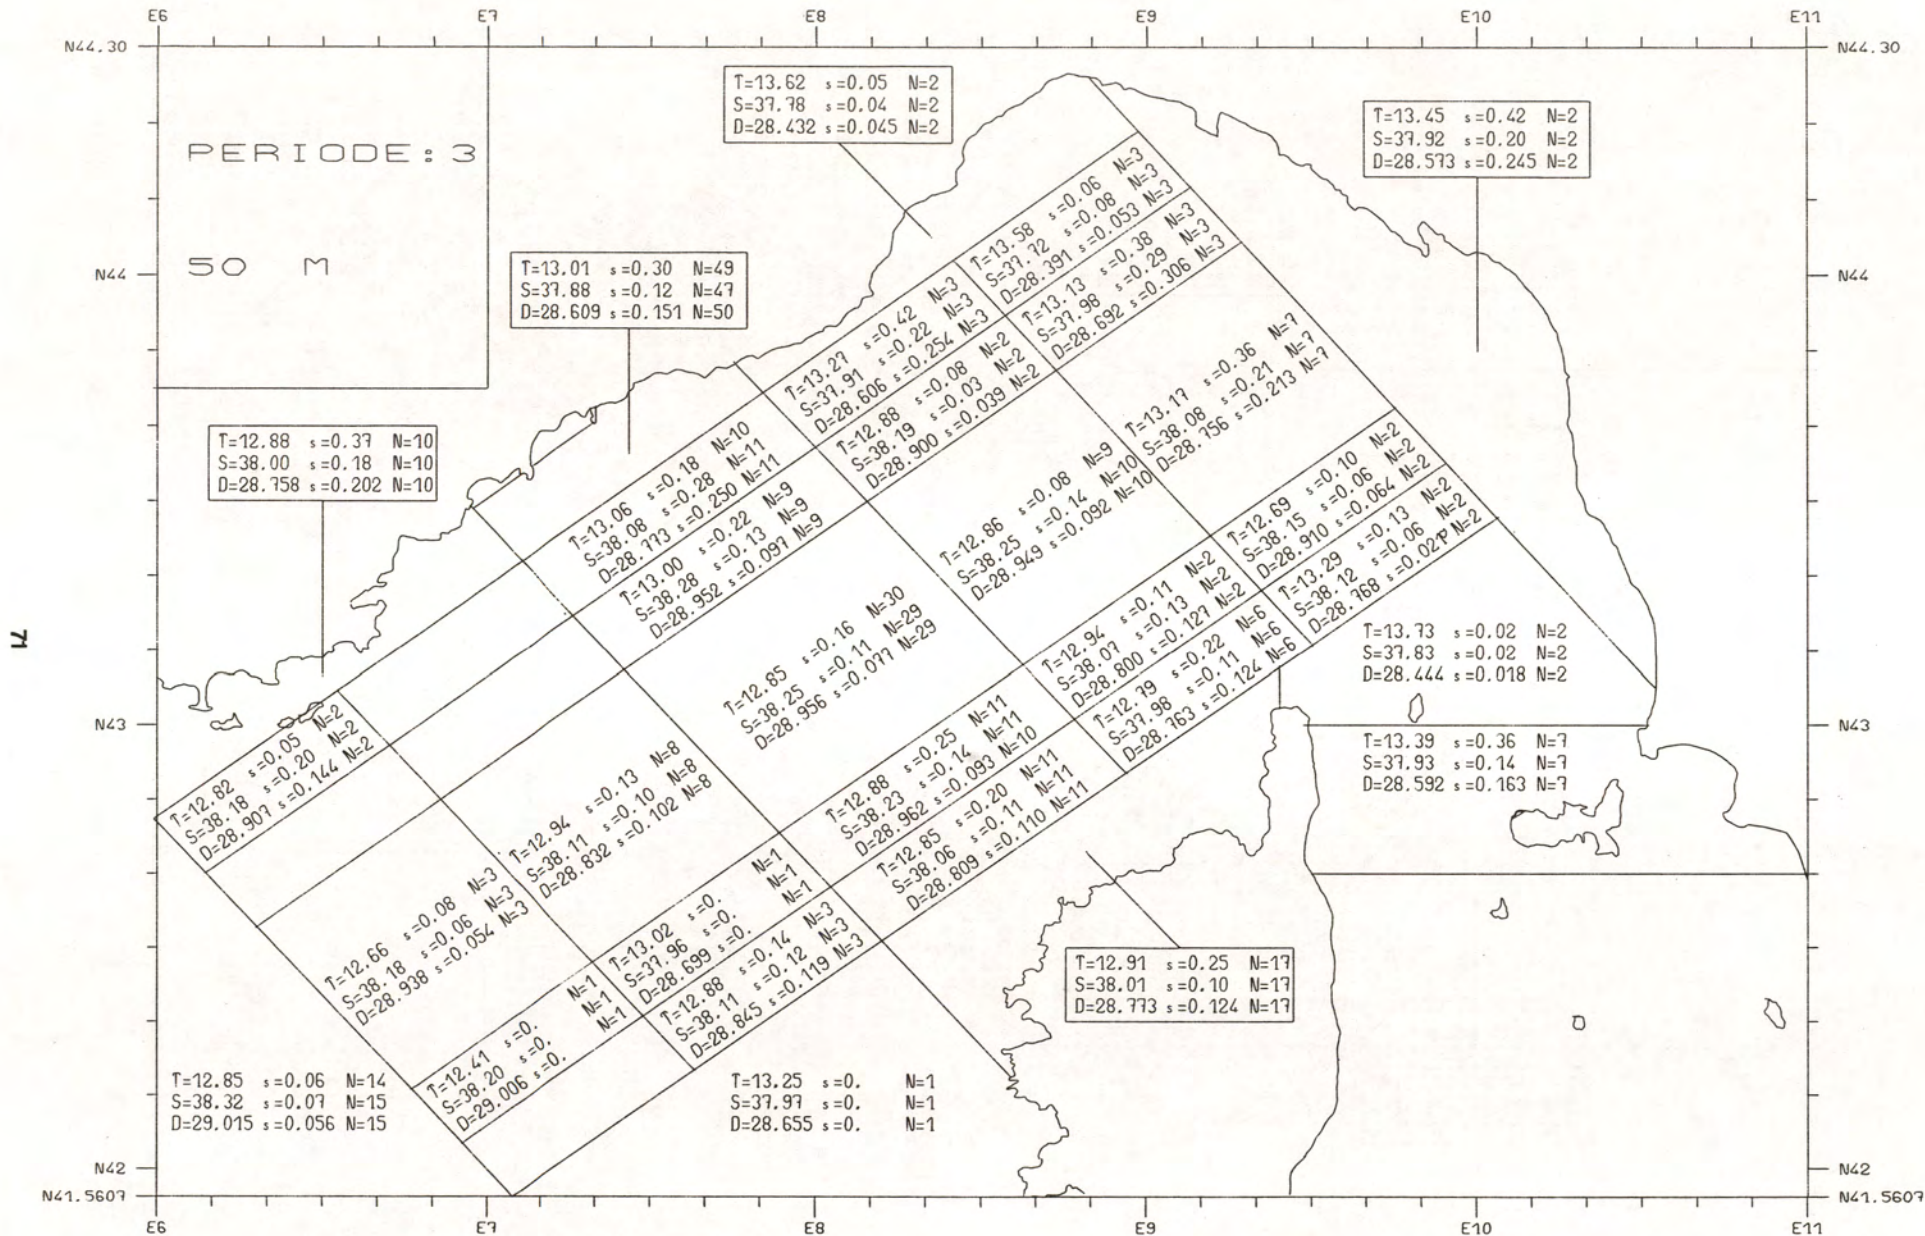 E6 E7 E8 E9 E10 E11
N44.30 N44.30
PERIODE: 3
50 M
T=13.62 s=0.05 N=2
S=37.78 s=0.04 N=2
D=28.432 s=0.045 N=2
T=13.45 s=0.42 N=2
S=37.92 s=0.20 N=2
D=28.573 s=0.245 N=2
T=13.01 s=0.30 N=49
S=37.88 s=0.12 N=47
D=28.609 s=0.151 N=50
N44 N44
T=12.88 s=0.37 N=10
S=38.00 s=0.18 N=10
D=28.758 s=0.202 N=10
T=13.58 s=0.06 N=3
S=37.72 s=0.08 N=3
D=28.391 s=0.053 N=3
T=13.13 s=0.38 N=3
S=37.98 s=0.29 N=3
D=28.692 s=0.306 N=3
T=13.27 s=0.42 N=3
S=37.91 s=0.22 N=3
D=28.606 s=0.254 N=3
T=12.88 s=0.08 N=2
S=38.19 s=0.03 N=2
D=28.900 s=0.039 N=2
T=13.17 s=0.36 N=7
S=38.08 s=0.21 N=7
D=28.756 s=0.213 N=7
T=13.06 s=0.18 N=10
S=38.08 s=0.28 N=11
D=28.773 s=0.250 N=11
T=13.00 s=0.22 N=9
S=38.28 s=0.13 N=9
D=28.952 s=0.097 N=9
T=12.86 s=0.08 N=9
S=38.25 s=0.14 N=10
D=28.949 s=0.092 N=10
T=12.69 s=0.10 N=2
S=38.15 s=0.06 N=2
D=28.910 s=0.064 N=2
T=13.29 s=0.13 N=2
S=38.12 s=0.06 N=2
D=28.768 s=0.021 N=2
T=12.85 s=0.16 N=30
S=38.25 s=0.11 N=29
D=28.956 s=0.077 N=29
T=12.94 s=0.11 N=2
S=38.07 s=0.13 N=2
D=28.800 s=0.127 N=2
T=12.79 s=0.22 N=6
S=37.98 s=0.11 N=6
D=28.763 s=0.124 N=6
71
T=13.73 s=0.02 N=2
S=37.83 s=0.02 N=2
D=28.444 s=0.018 N=2
N43 N43
T=13.39 s=0.36 N=7
S=37.93 s=0.14 N=7
D=28.592 s=0.163 N=7
T=12.82 s=0.05 N=2
S=38.18 s=0.20 N=2
D=28.907 s=0.144 N=2
T=12.94 s=0.13 N=8
S=38.11 s=0.10 N=8
D=28.832 s=0.102 N=8
T=12.88 s=0.25 N=11
S=38.23 s=0.14 N=11
D=28.962 s=0.093 N=10
T=12.85 s=0.20 N=11
S=38.06 s=0.11 N=11
D=28.809 s=0.110 N=11
T=12.66 s=0.08 N=3
S=38.18 s=0.06 N=3
D=28.938 s=0.054 N=3
T=13.02 s=0. N=1
S=37.96 s=0. N=1
D=28.699 s=0. N=1
T=12.88 s=0.14 N=3
S=38.11 s=0.12 N=3
D=28.845 s=0.119 N=3
T=12.91 s=0.25 N=17
S=38.01 s=0.10 N=17
D=28.773 s=0.124 N=17
T=12.41 s=0. N=1
S=38.20 s=0. N=1
D=29.006 s=0. N=1
T=12.85 s=0.06 N=14
S=38.32 s=0.07 N=15
D=29.015 s=0.056 N=15
T=13.25 s=0. N=1
S=37.97 s=0. N=1
D=28.655 s=0. N=1
N42 N42
N41.5607 N41.5607
E6 E7 E8 E9 E10 E11